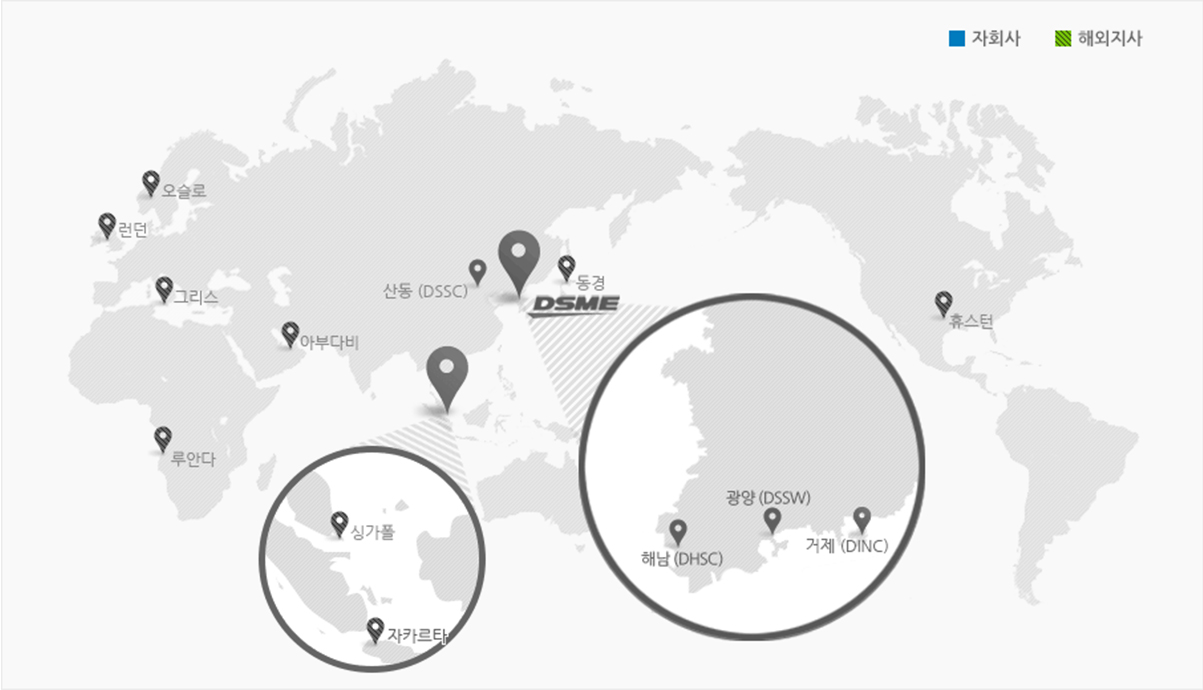 자회사
해외지사
오슬로
런던
그리스
아부다비
루안다
산동 (DSSC)
동경
DSME
휴스턴
싱가폴
자카르타
광양 (DSSW)
해남 (DHSC)
거제 (DINC)